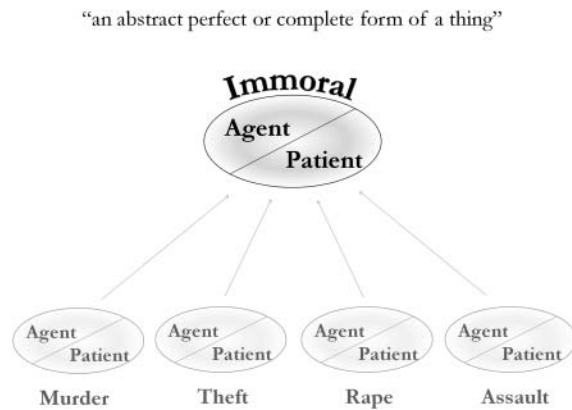 “an abstract perfect or complete form of a thing”
Immoral
Agent
Patient
Agent Agent Agent Agent
Patient Patient Patient Patient
Murder Theft Rape Assault